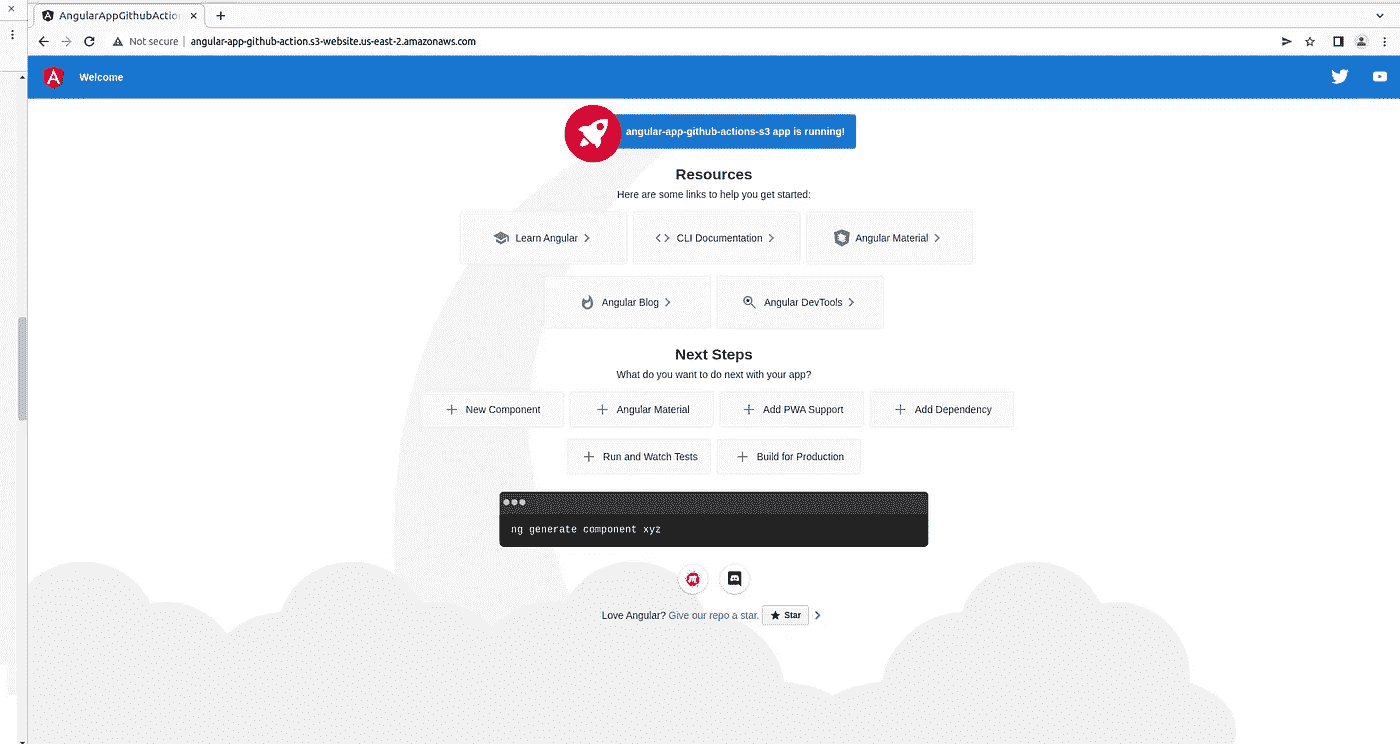 AngularAppGithubAction
Not secure
angular-app-github-action.s3-website.us-east-2.amazonaws.com
Welcome
angular-app-github-actions-s3 app is running!
Resources
Here are some links to help you get started:
Learn Angular
CLI Documentation
Angular Material
Angular Blog
Angular DevTools
Next Steps
What do you want to do next with your app?
New Component
Angular Material
Add PWA Support
Add Dependency
Run and Watch Tests
Build for Production
ng generate component xyz
Love Angular? Give our repo a star. Star